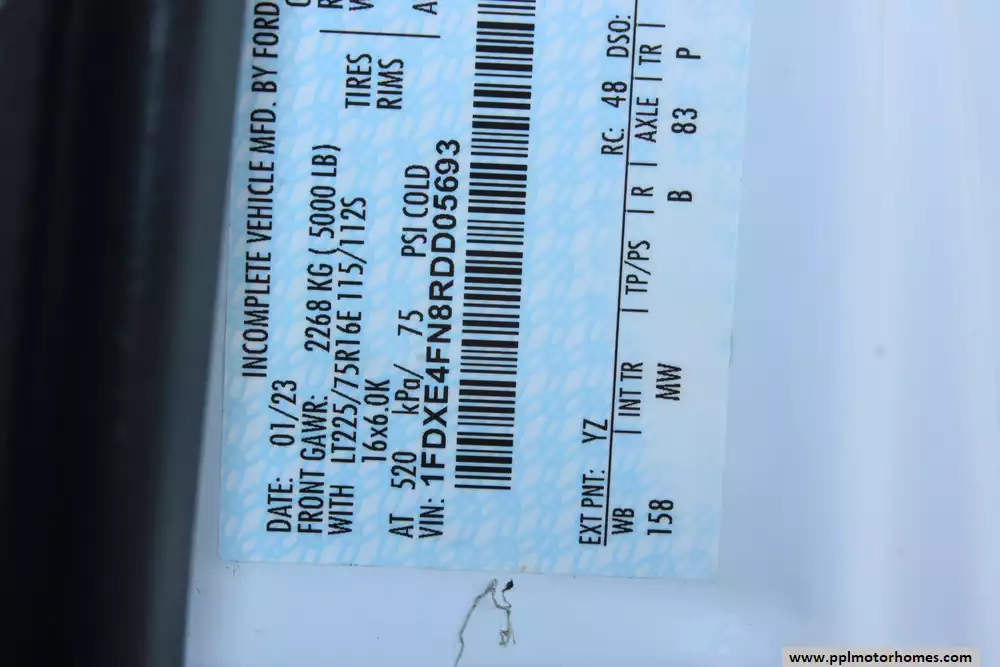 INCOMPLETE VEHICLE MFD. BY FORD
DATE: 01/23
FRONT GAWR: 2268 KG ( 5000 LB)
WITH LT225/75R16E 115/112S TIRES
16x6.0K RIMS
AT 520 kPa/ 75 PSI COLD
VIN: 1FDXE4FN8RDD05693
EXT PNT: YZ RC: 48 DSO:
WB | INT TR | TP/PS | R | AXLE | TR |
158 MW B 83 P
www.pplmotorhomes.com